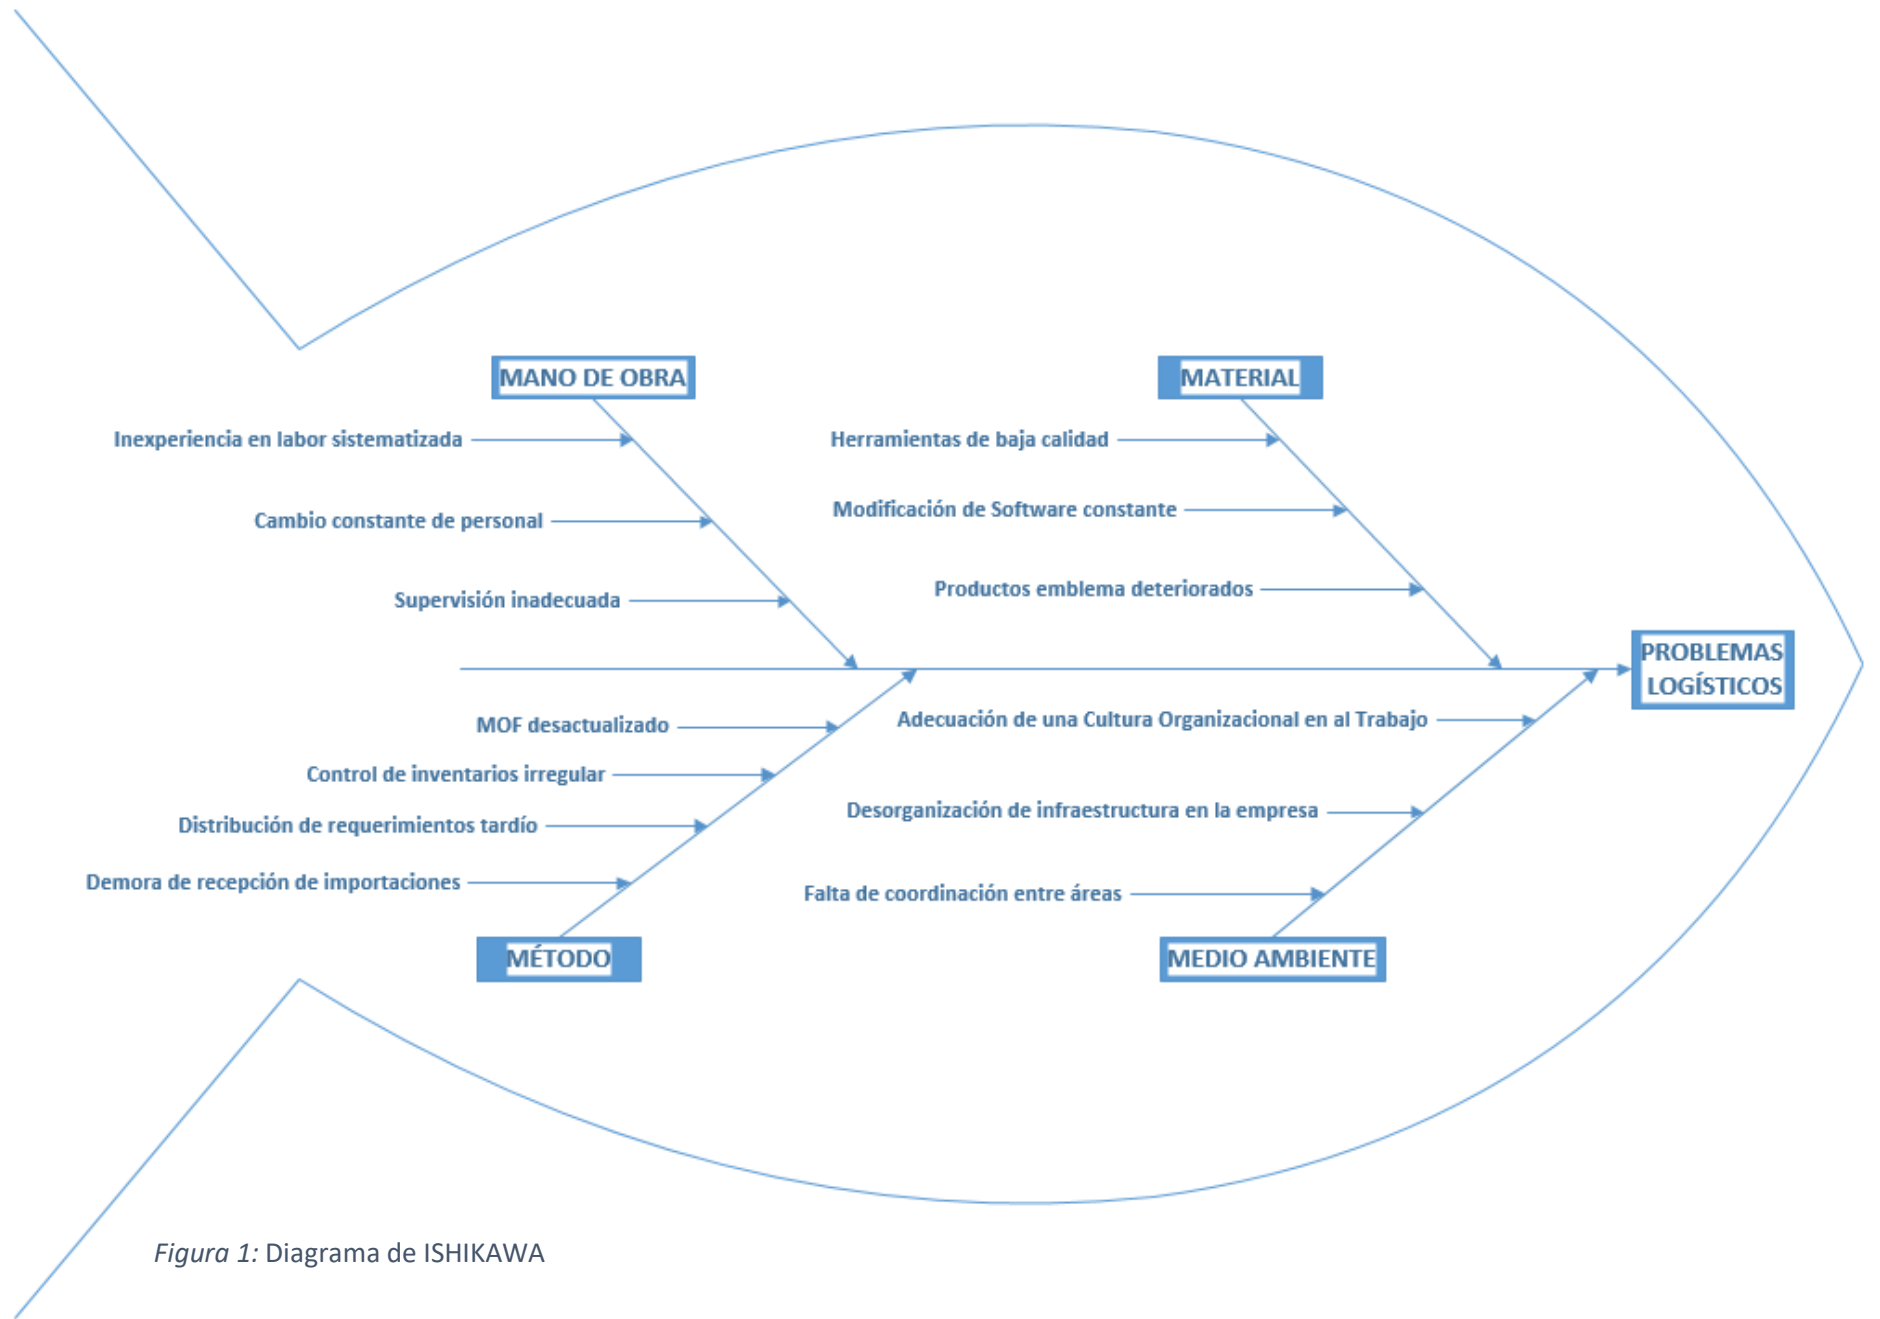 MANO DE OBRA
Inexperiencia en labor sistematizada
Cambio constante de personal
Supervisión inadecuada
MATERIAL
Herramientas de baja calidad
Modificación de Software constante
Productos emblema deteriorados
PROBLEMAS
LOGÍSTICOS
MOF desactualizado
Control de inventarios irregular
Distribución de requerimientos tardío
Demora de recepción de importaciones
MÉTODO
Adecuación de una Cultura Organizacional en al Trabajo
Desorganización de infraestructura en la empresa
Falta de coordinación entre áreas
MEDIO AMBIENTE
Figura 1: Diagrama de ISHIKAWA